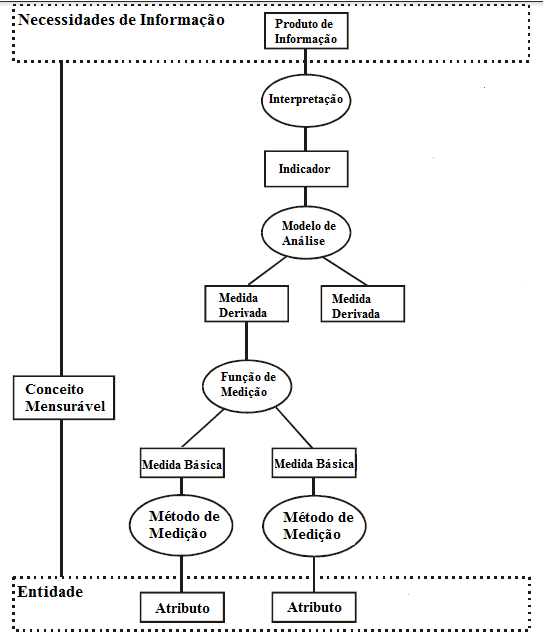 Necessidades de Informação
Produto de
Informação
Interpretação
Indicador
Modelo de
Análise
Medida
Derivada
Medida
Derivada
Função de
Medição
Conceito
Mensurável
Medida Básica
Medida Básica
Método de
Medição
Método de
Medição
Entidade
Atributo
Atributo